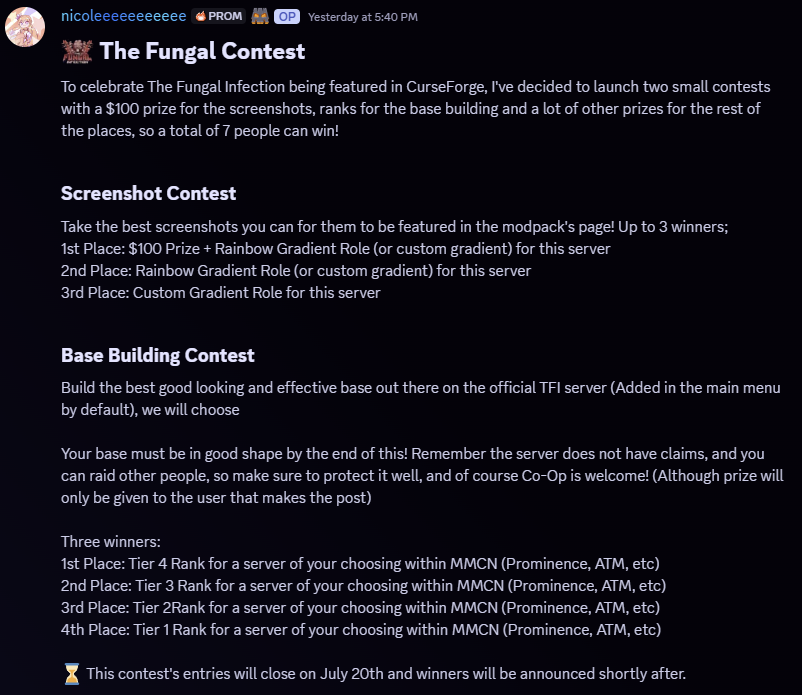 nicoleeeeeeeeeee PROM OP Yesterday at 5:40 PM
The Fungal Contest
To celebrate The Fungal Infection being featured in CurseForge, I've decided to launch two small contests
with a $100 prize for the screenshots, ranks for the base building and a lot of other prizes for the rest of
the places, so a total of 7 people can win!
Screenshot Contest
Take the best screenshots you can for them to be featured in the modpack's page! Up to 3 winners;
1st Place: $100 Prize + Rainbow Gradient Role (or custom gradient) for this server
2nd Place: Rainbow Gradient Role (or custom gradient) for this server
3rd Place: Custom Gradient Role for this server
Base Building Contest
Build the best good looking and effective base out there on the official TFI server (Added in the main menu
by default), we will choose
Your base must be in good shape by the end of this! Remember the server does not have claims, and you
can raid other people, so make sure to protect it well, and of course Co-Op is welcome! (Although prize will
only be given to the user that makes the post)
Three winners:
1st Place: Tier 4 Rank for a server of your choosing within MMCN (Prominence, ATM, etc)
2nd Place: Tier 3 Rank for a server of your choosing within MMCN (Prominence, ATM, etc)
3rd Place: Tier 2Rank for a server of your choosing within MMCN (Prominence, ATM, etc)
4th Place: Tier 1 Rank for a server of your choosing within MMCN (Prominence, ATM, etc)
This contest's entries will close on July 20th and winners will be announced shortly after.